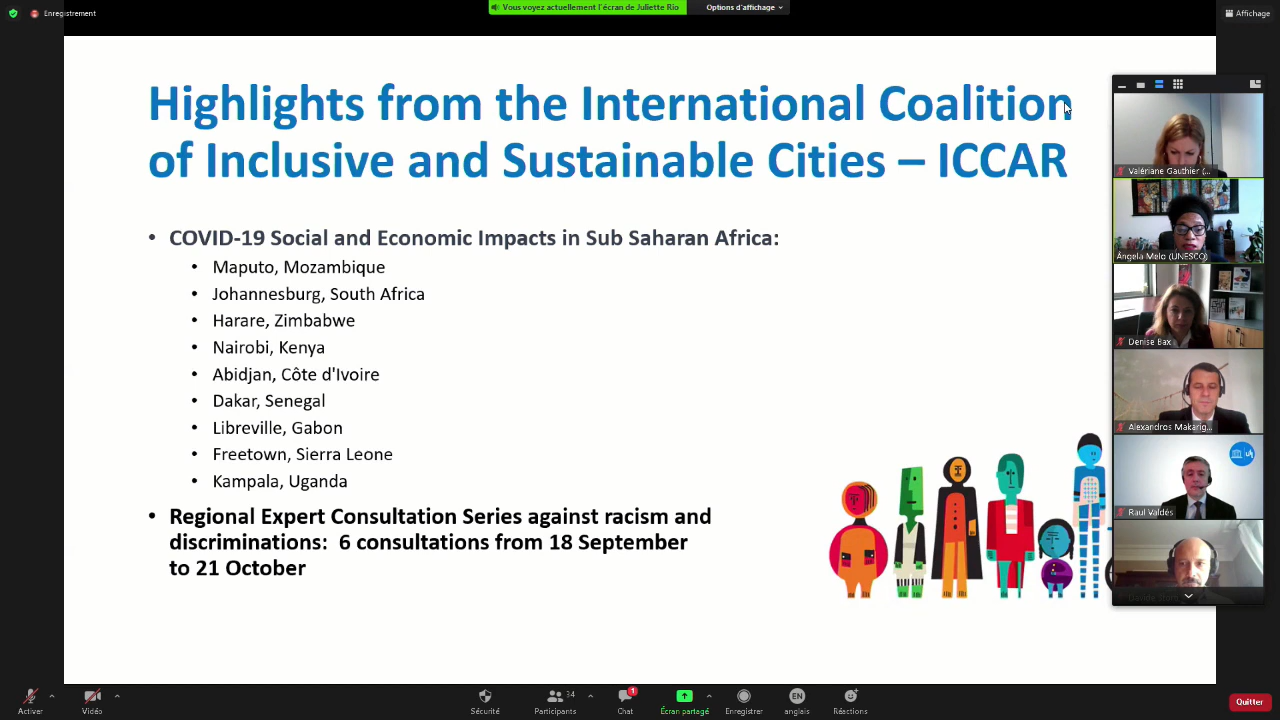 Enregistrement
Vous voyez actuellement l'écran de Juliette Rio
Options d'affichage
Affichage
Highlights from the International Coalition
of Inclusive and Sustainable Cities – ICCAR
• COVID-19 Social and Economic Impacts in Sub Saharan Africa:
• Maputo, Mozambique
• Johannesburg, South Africa
• Harare, Zimbabwe
• Nairobi, Kenya
• Abidjan, Côte d'Ivoire
• Dakar, Senegal
• Libreville, Gabon
• Freetown, Sierra Leone
• Kampala, Uganda
• Regional Expert Consultation Series against racism and
discriminations: 6 consultations from 18 September
to 21 October
Valériane Gauthier (...
Ângela Melo (UNESCO)
Denise Bax
Alexandros Makarig...
Raul Valdés
Activer
Vidéo
Sécurité
Participants
34
Chat
1
Écran partagé
Enregistrer
EN
anglais
Réactions
Quitter